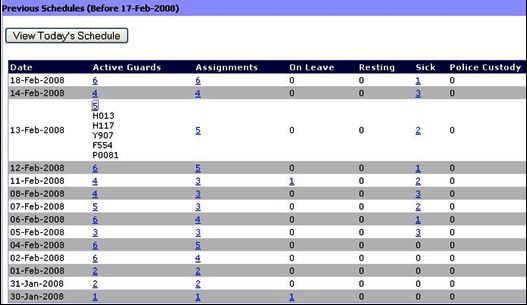 Previous Schedules (Before 17-Feb-2008)
View Today's Schedule
Date Active Guards Assignments On Leave Resting Sick Police Custody
18-Feb-2008 6 6 0 0 1 0
14-Feb-2008 4 4 0 0 3 0
13-Feb-2008 5 5 0 0 2 0
H013
H117
Y907
F554
P0081
12-Feb-2008 6 5 0 0 1 0
11-Feb-2008 4 3 1 0 2 0
08-Feb-2008 4 3 0 0 3 0
07-Feb-2008 5 3 0 0 2 0
06-Feb-2008 6 4 0 0 1 0
05-Feb-2008 3 3 0 0 3 0
04-Feb-2008 6 5 0 0 0 0
02-Feb-2008 6 4 0 0 0 0
01-Feb-2008 2 2 0 0 0 0
31-Jan-2008 2 2 0 0 0 0
30-Jan-2008 1 1 1 0 0 0